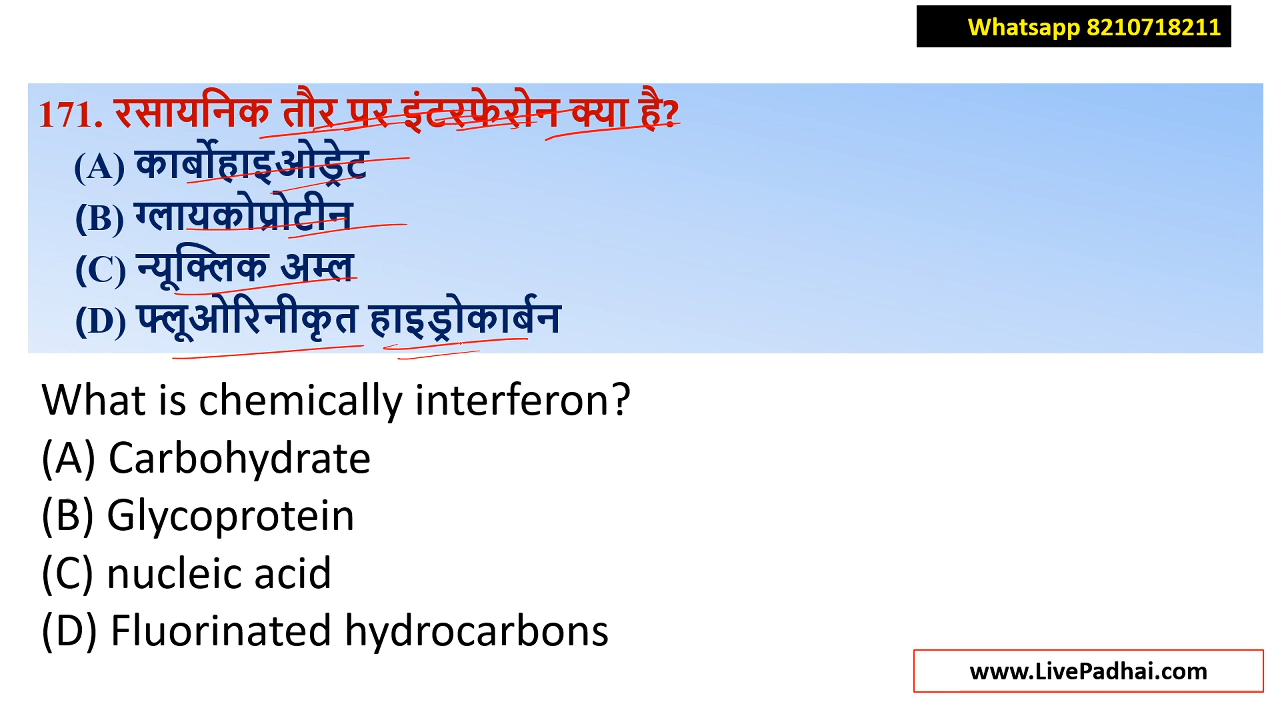 Whatsapp 8210718211
171. रसायनिक तौर पर इंटरफेरोन क्या है?
(A) कार्बोहाइओड्रेट
(B) ग्लायकोप्रोटीन
(C) न्यूक्लिक अम्ल
(D) फ्लूओरिनीकृत हाइड्रोकार्बन
What is chemically interferon?
(A) Carbohydrate
(B) Glycoprotein
(C) nucleic acid
(D) Fluorinated hydrocarbons
www.LivePadhai.com